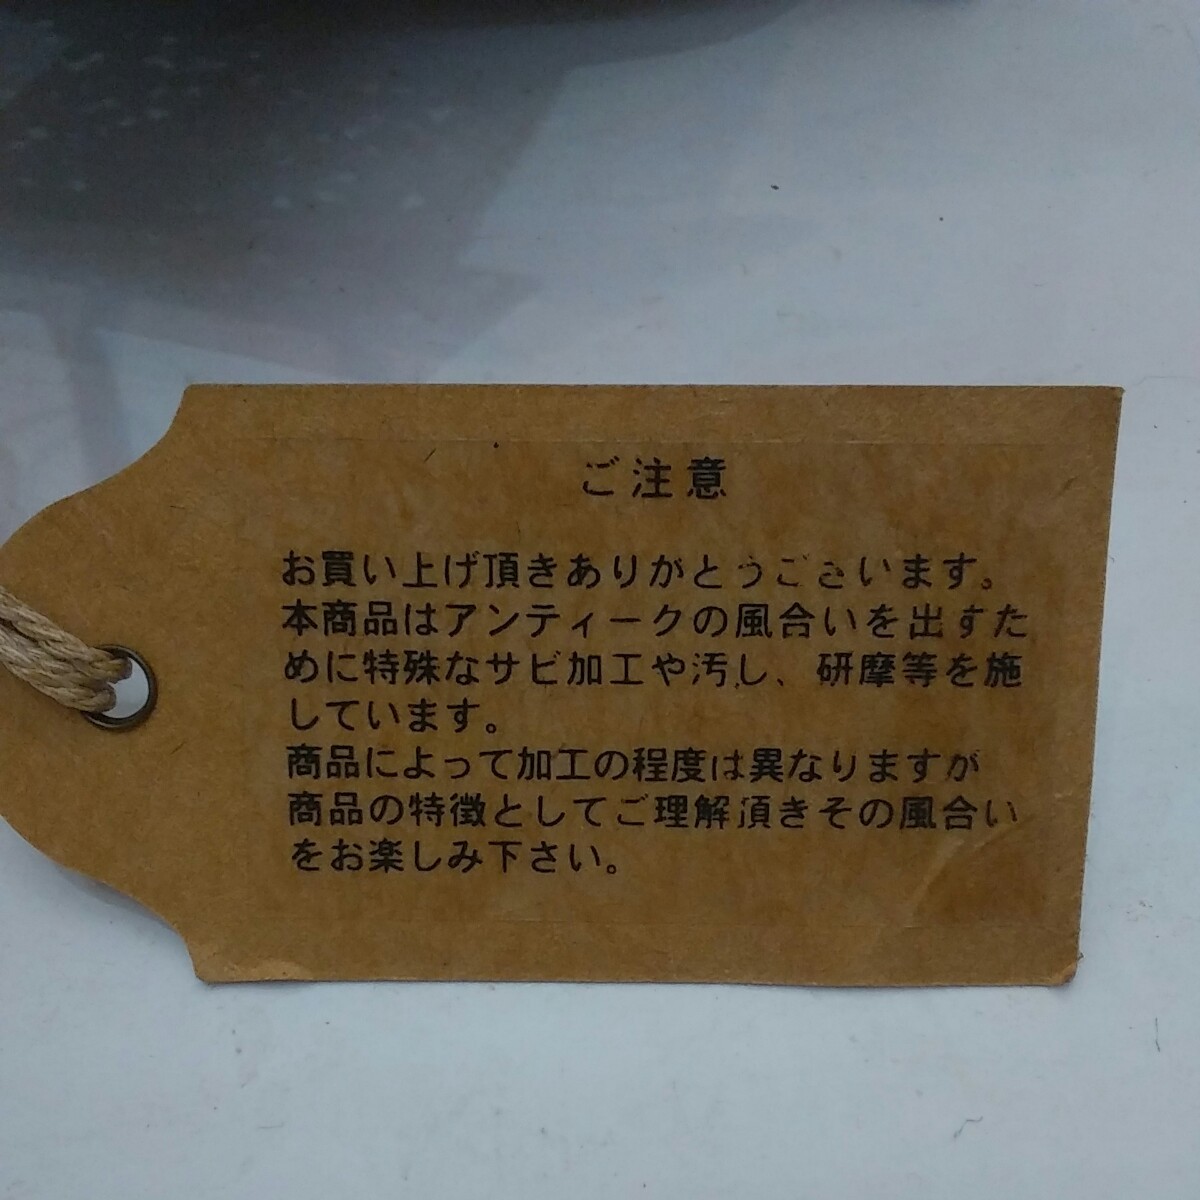 ご注意
お買い上げ頂きありがとうございます。
本商品はアンティークの風合いを出すた
めに特殊なサビ加工や汚し、研摩等を施
しています。
商品によって加工の程度は異なりますが
商品の特徴としてご理解頂きその風合い
をお楽しみ下さい。